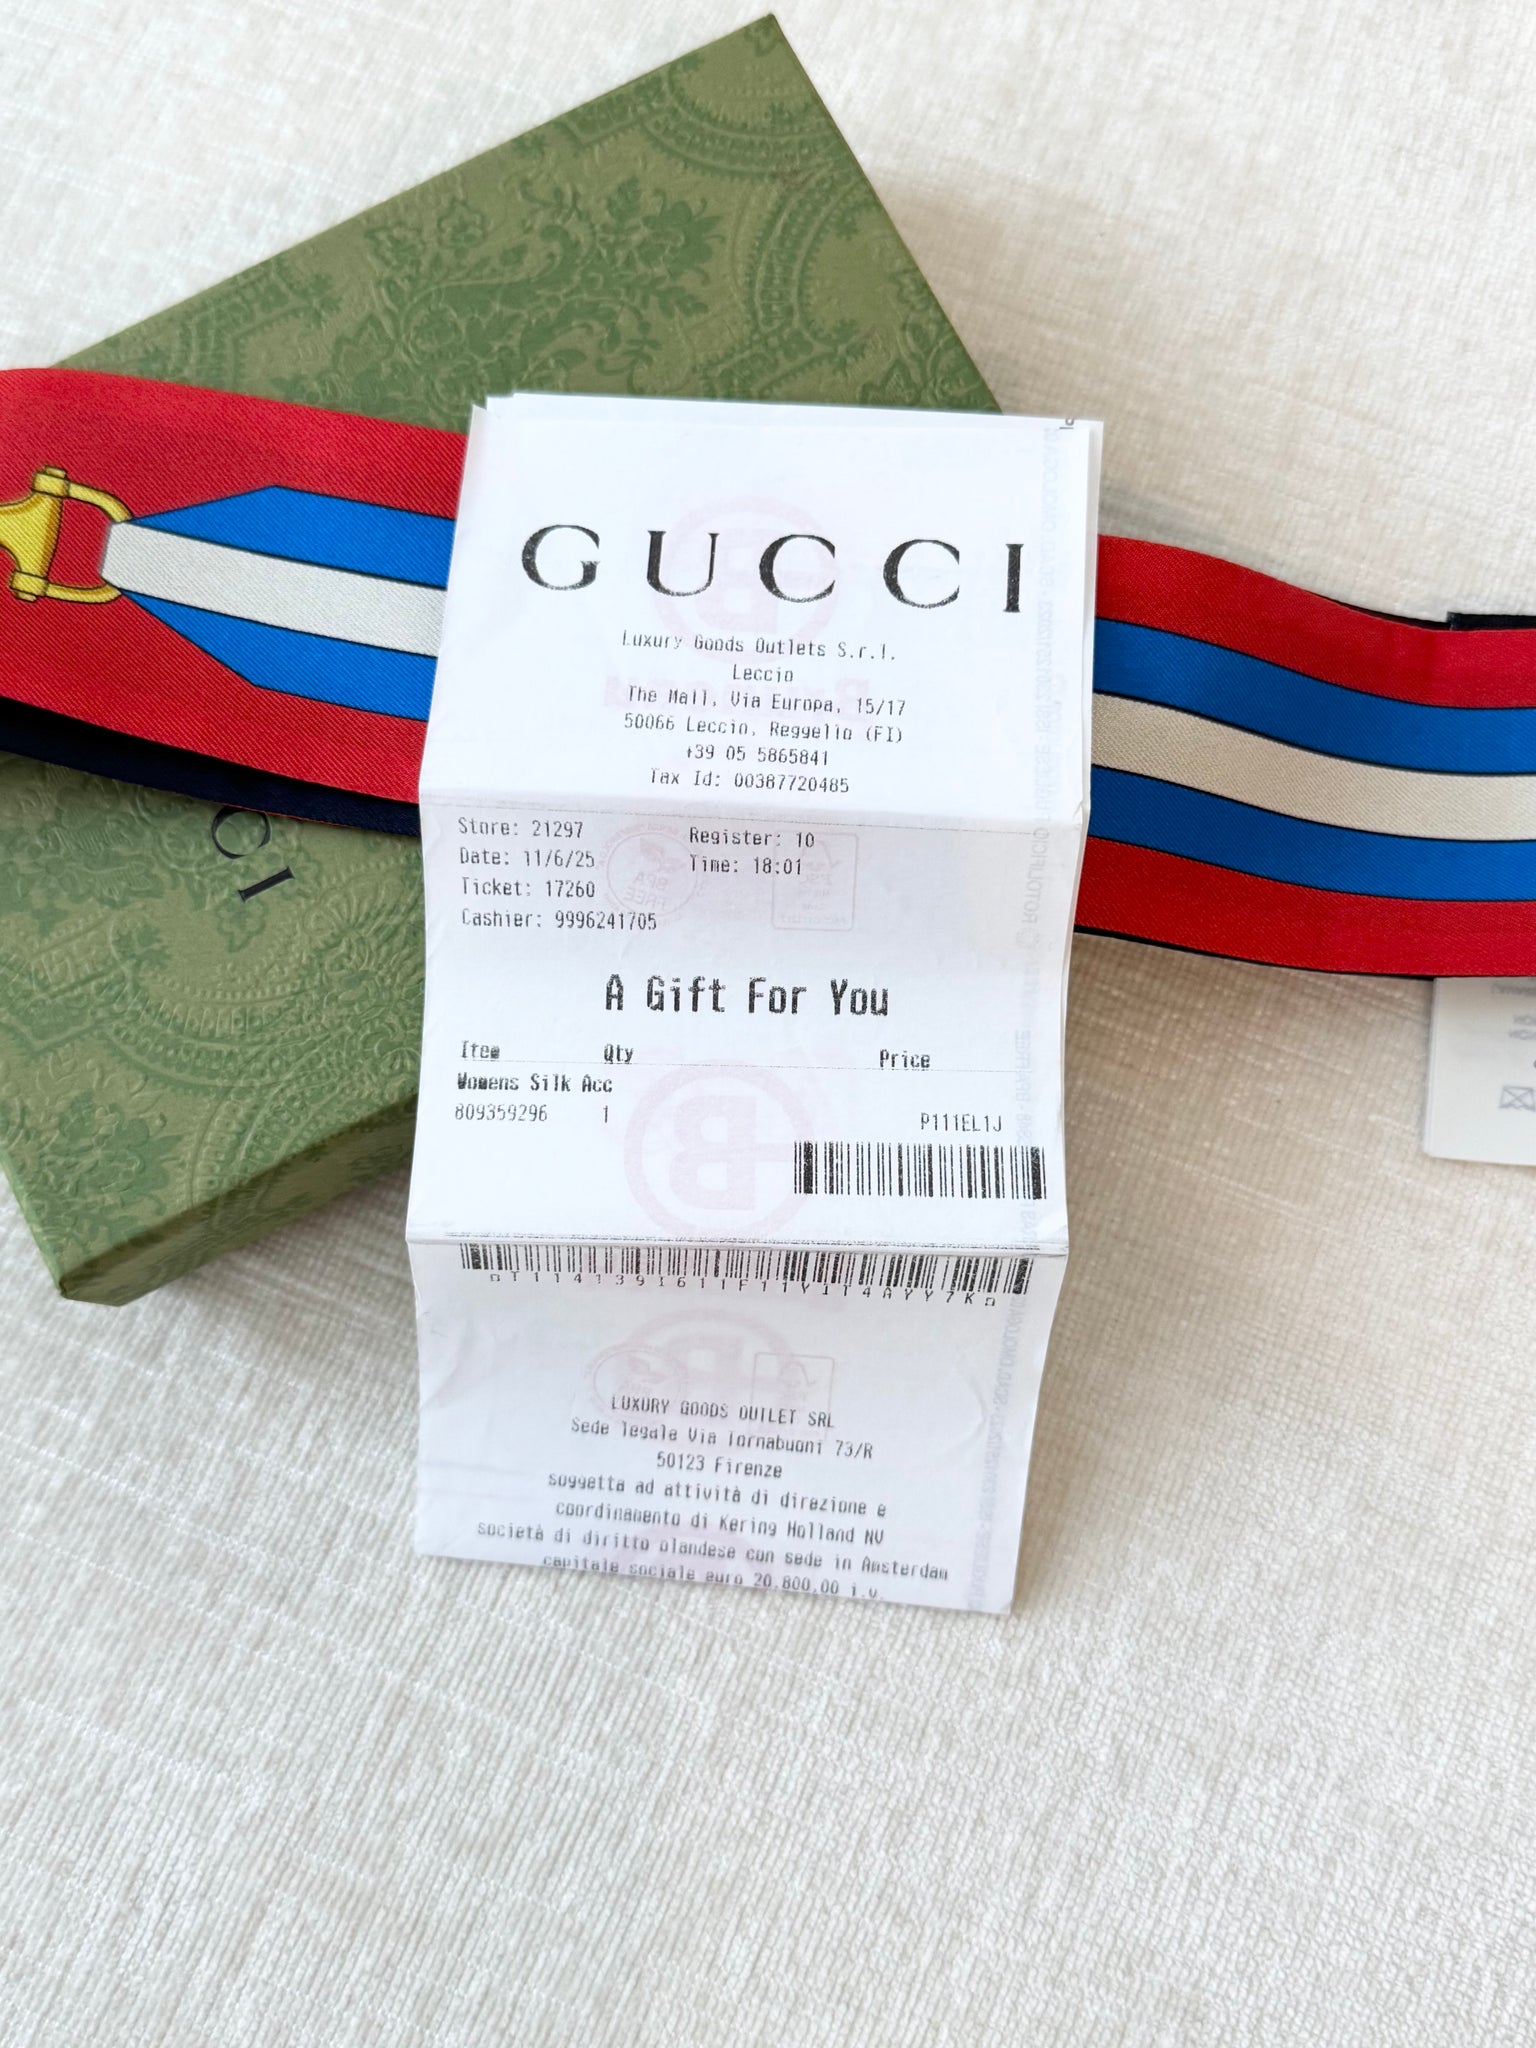 GUCCI
Luxury Goods Outlets S.r.l.
Leccio
The Mall, Via Europa, 15/17
50066 Leccio, Reggello (FI)
+39 05 5865841
Tax Id: 00387720485
Store: 21297 Register: 10
Date: 11/6/25 Time: 18:01
Ticket: 17260
Cashier: 9996241705
A Gift For You
Item Qty Price
Womens Silk Acc
809359296 1 P111EL1J
LUXURY GOODS OUTLET SRL
Sede legale Via Tornabuoni 73/R
50123 Firenze
soggetta ad attività di direzione e
coordinamento di Kering Holland NV
società di diritto olandese con sede in Amsterdam
capitale sociale euro 20.800,00 i.v.
CCI